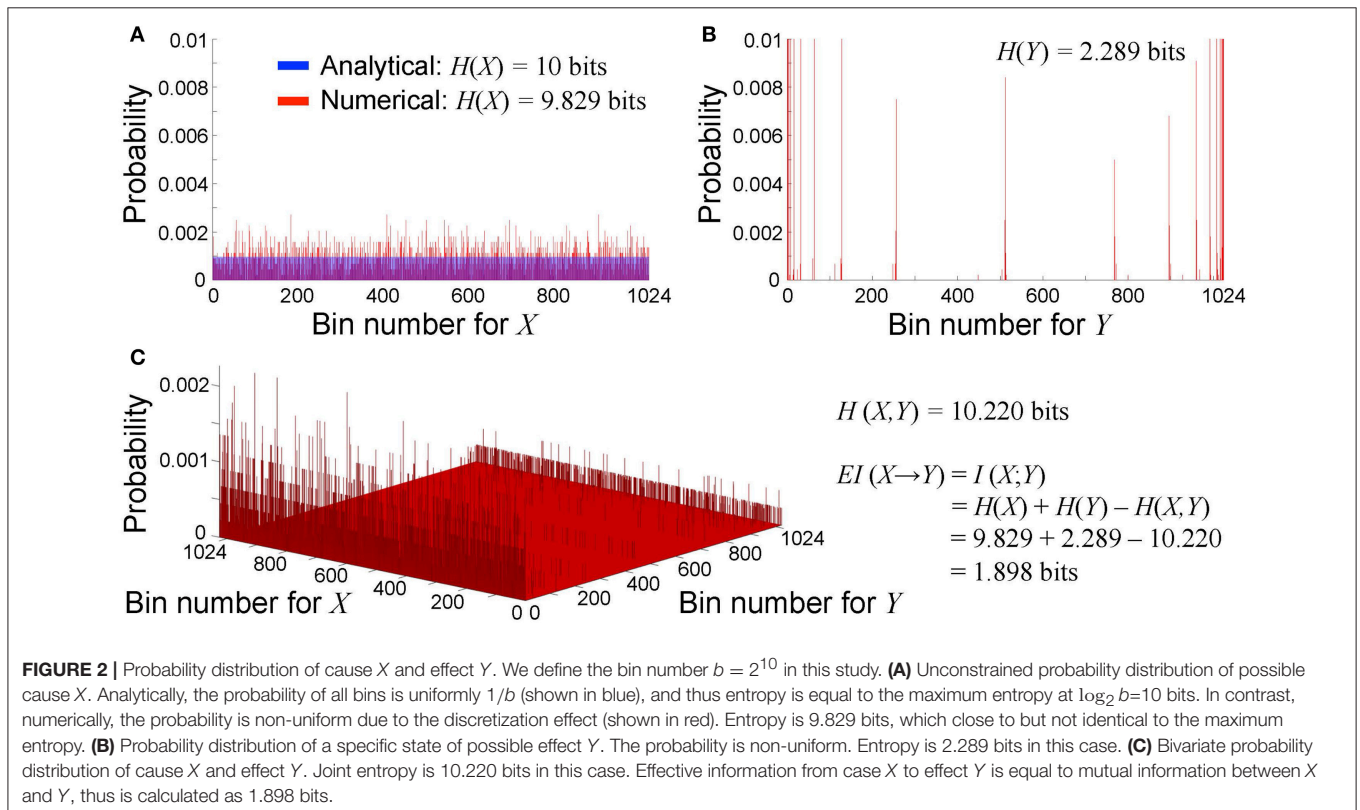 A
0.01
0.008
0.006
0.004
0.002
0
Probability
Analytical: H(X) = 10 bits
Numerical: H(X) = 9.829 bits
0 200 400 600 800 1024
Bin number for X
B
0.01
0.008
0.006
0.004
0.002
0
Probability
H(Y) = 2.289 bits
0 200 400 600 800 1024
Bin number for Y
C
0.002
0.001
0
Probability
1024 800 600 400 200 0
Bin number for X
0 200 400 600 800 1024
Bin number for Y
H (X,Y) = 10.220 bits
EI (X→Y) = I (X;Y)
= H(X) + H(Y) – H(X,Y)
= 9.829 + 2.289 – 10.220
= 1.898 bits
FIGURE 2 | Probability distribution of cause X and effect Y. We define the bin number b = 2¹⁰ in this study. (A) Unconstrained probability distribution of possible
cause X. Analytically, the probability of all bins is uniformly 1/b (shown in blue), and thus entropy is equal to the maximum entropy at log₂ b=10 bits. In contrast,
numerically, the probability is non-uniform due to the discretization effect (shown in red). Entropy is 9.829 bits, which close to but not identical to the maximum
entropy. (B) Probability distribution of a specific state of possible effect Y. The probability is non-uniform. Entropy is 2.289 bits in this case. (C) Bivariate probability
distribution of cause X and effect Y. Joint entropy is 10.220 bits in this case. Effective information from case X to effect Y is equal to mutual information between X
and Y, thus is calculated as 1.898 bits.